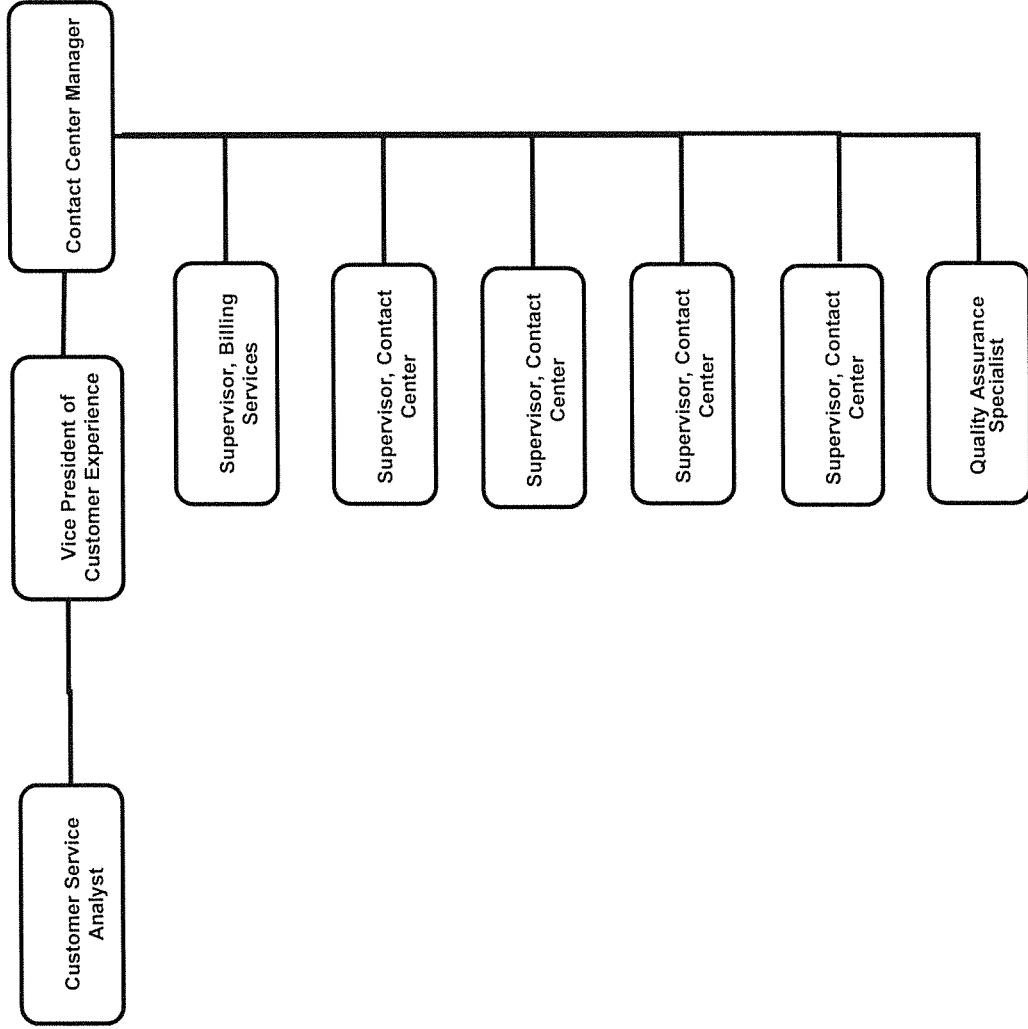 Customer Service
Analyst
Vice President of
Customer Experience
Contact Center Manager
Supervisor, Billing
Services
Supervisor, Contact
Center
Supervisor, Contact
Center
Supervisor, Contact
Center
Supervisor, Contact
Center
Quality Assurance
Specialist